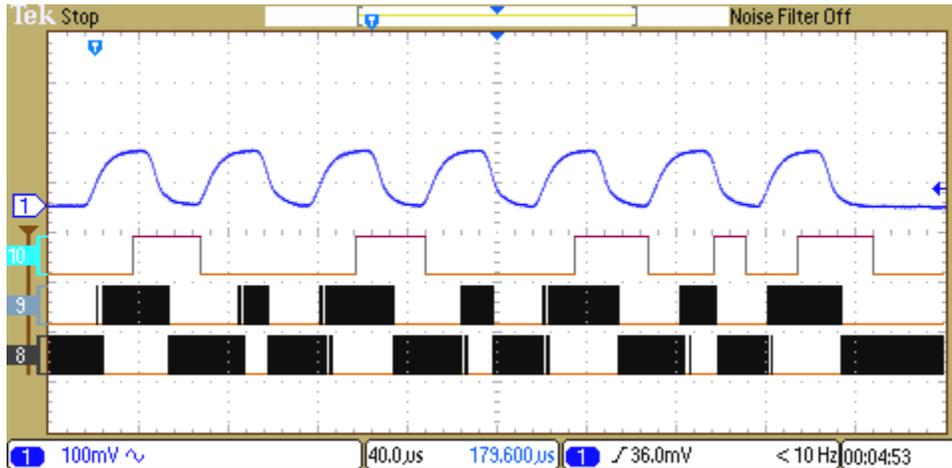 Tek Stop Noise Filter Off
T
T
1
10
9
8
1 100mV 40.0µs 179.600µs 1 36.0mV < 10 Hz 00:04:53